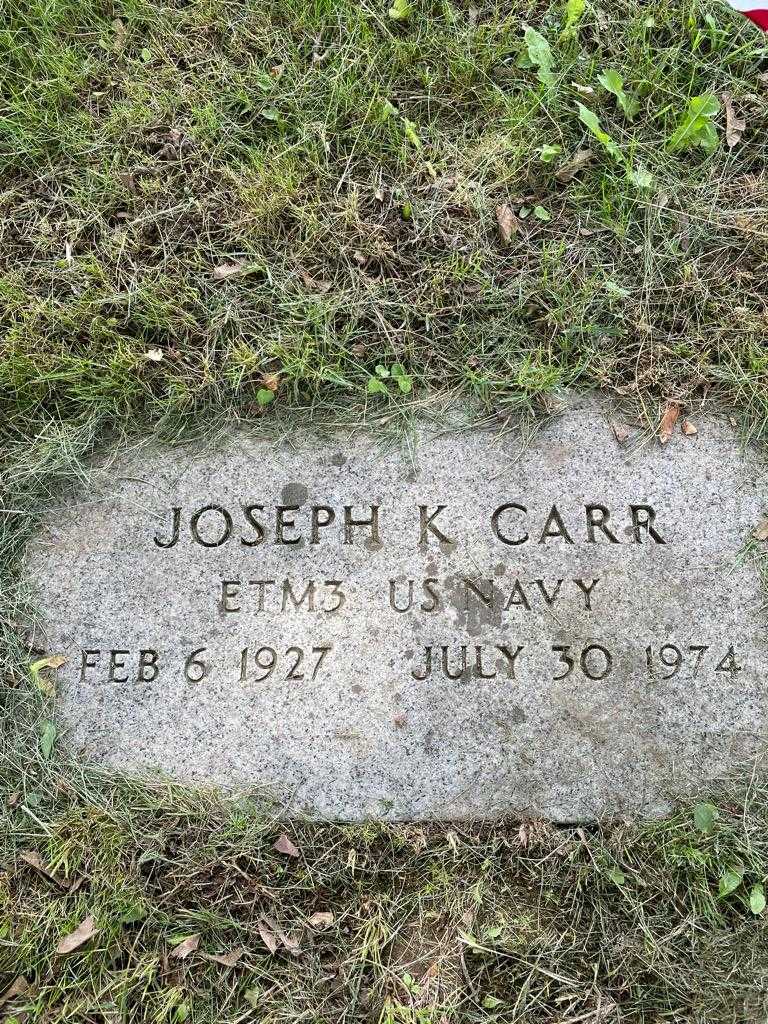 JOSEPH K CARR
ETM3 US NAVY
FEB 6 1927 JULY 30 1974